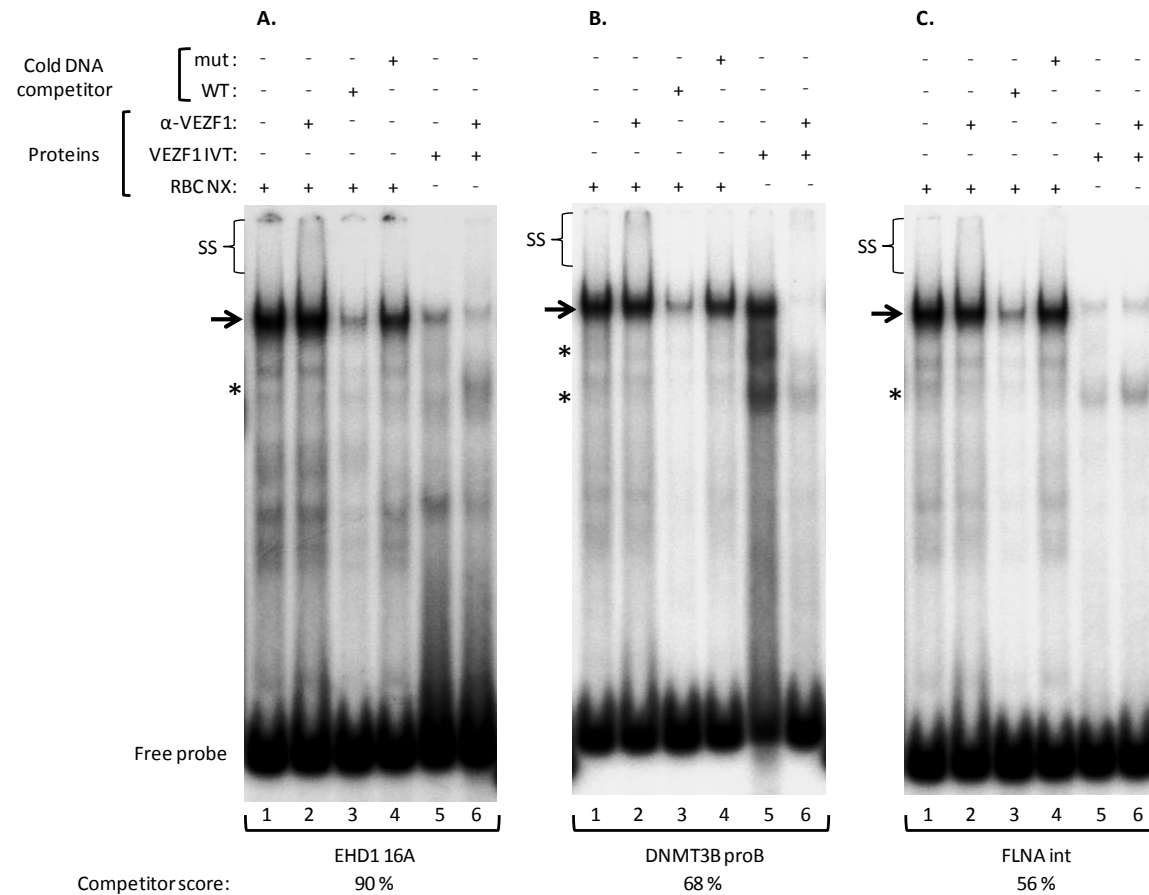 A. B. C.
mut: - - - + - - - - - + - - - - - + - -
Cold DNA competitor
WT: - - + - - - - - + - - - - - + - - -
α-VEZF1: - + - - - + - + - - - + - + - - - +
Proteins
VEZF1 IVT: - - - - + + - - - - + + - - - - + +
RBC NX: + + + + - - + + + + - - + + + + - -
SS SS SS
* * * *
Free probe
1 2 3 4 5 6 1 2 3 4 5 6 1 2 3 4 5 6
EHD1 16A DNMT3B proB FLNA int
Competitor score: 90 % 68 % 56 %